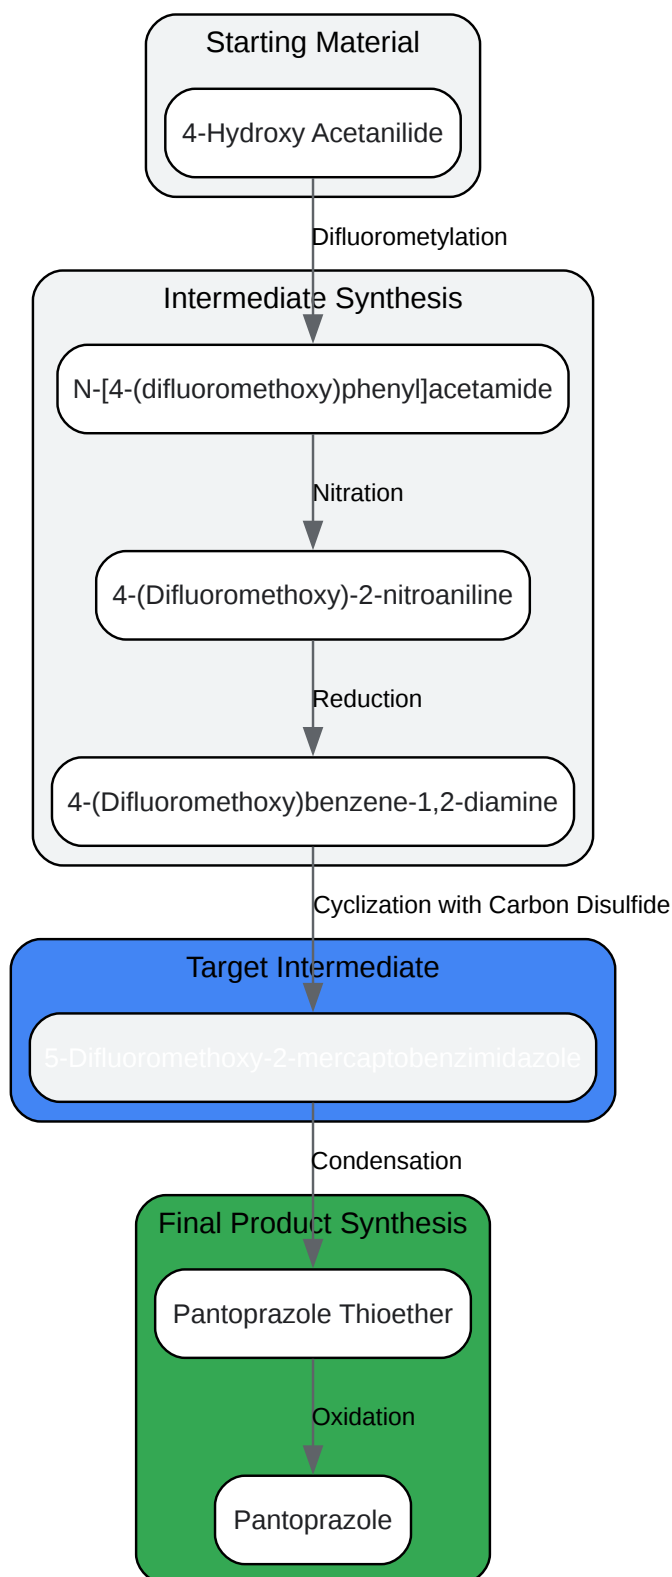 Starting Material
4-Hydroxy Acetanilide
Difluorometylation
Intermediate Synthesis
N-[4-(difluoromethoxy)phenyl]acetamide
Nitration
4-(Difluoromethoxy)-2-nitroaniline
Reduction
4-(Difluoromethoxy)benzene-1,2-diamine
Cyclization with Carbon Disulfide
Target Intermediate
5-Difluoromethoxy-2-mercaptobenzimidazole
Condensation
Final Product Synthesis
Pantoprazole Thioether
Oxidation
Pantoprazole